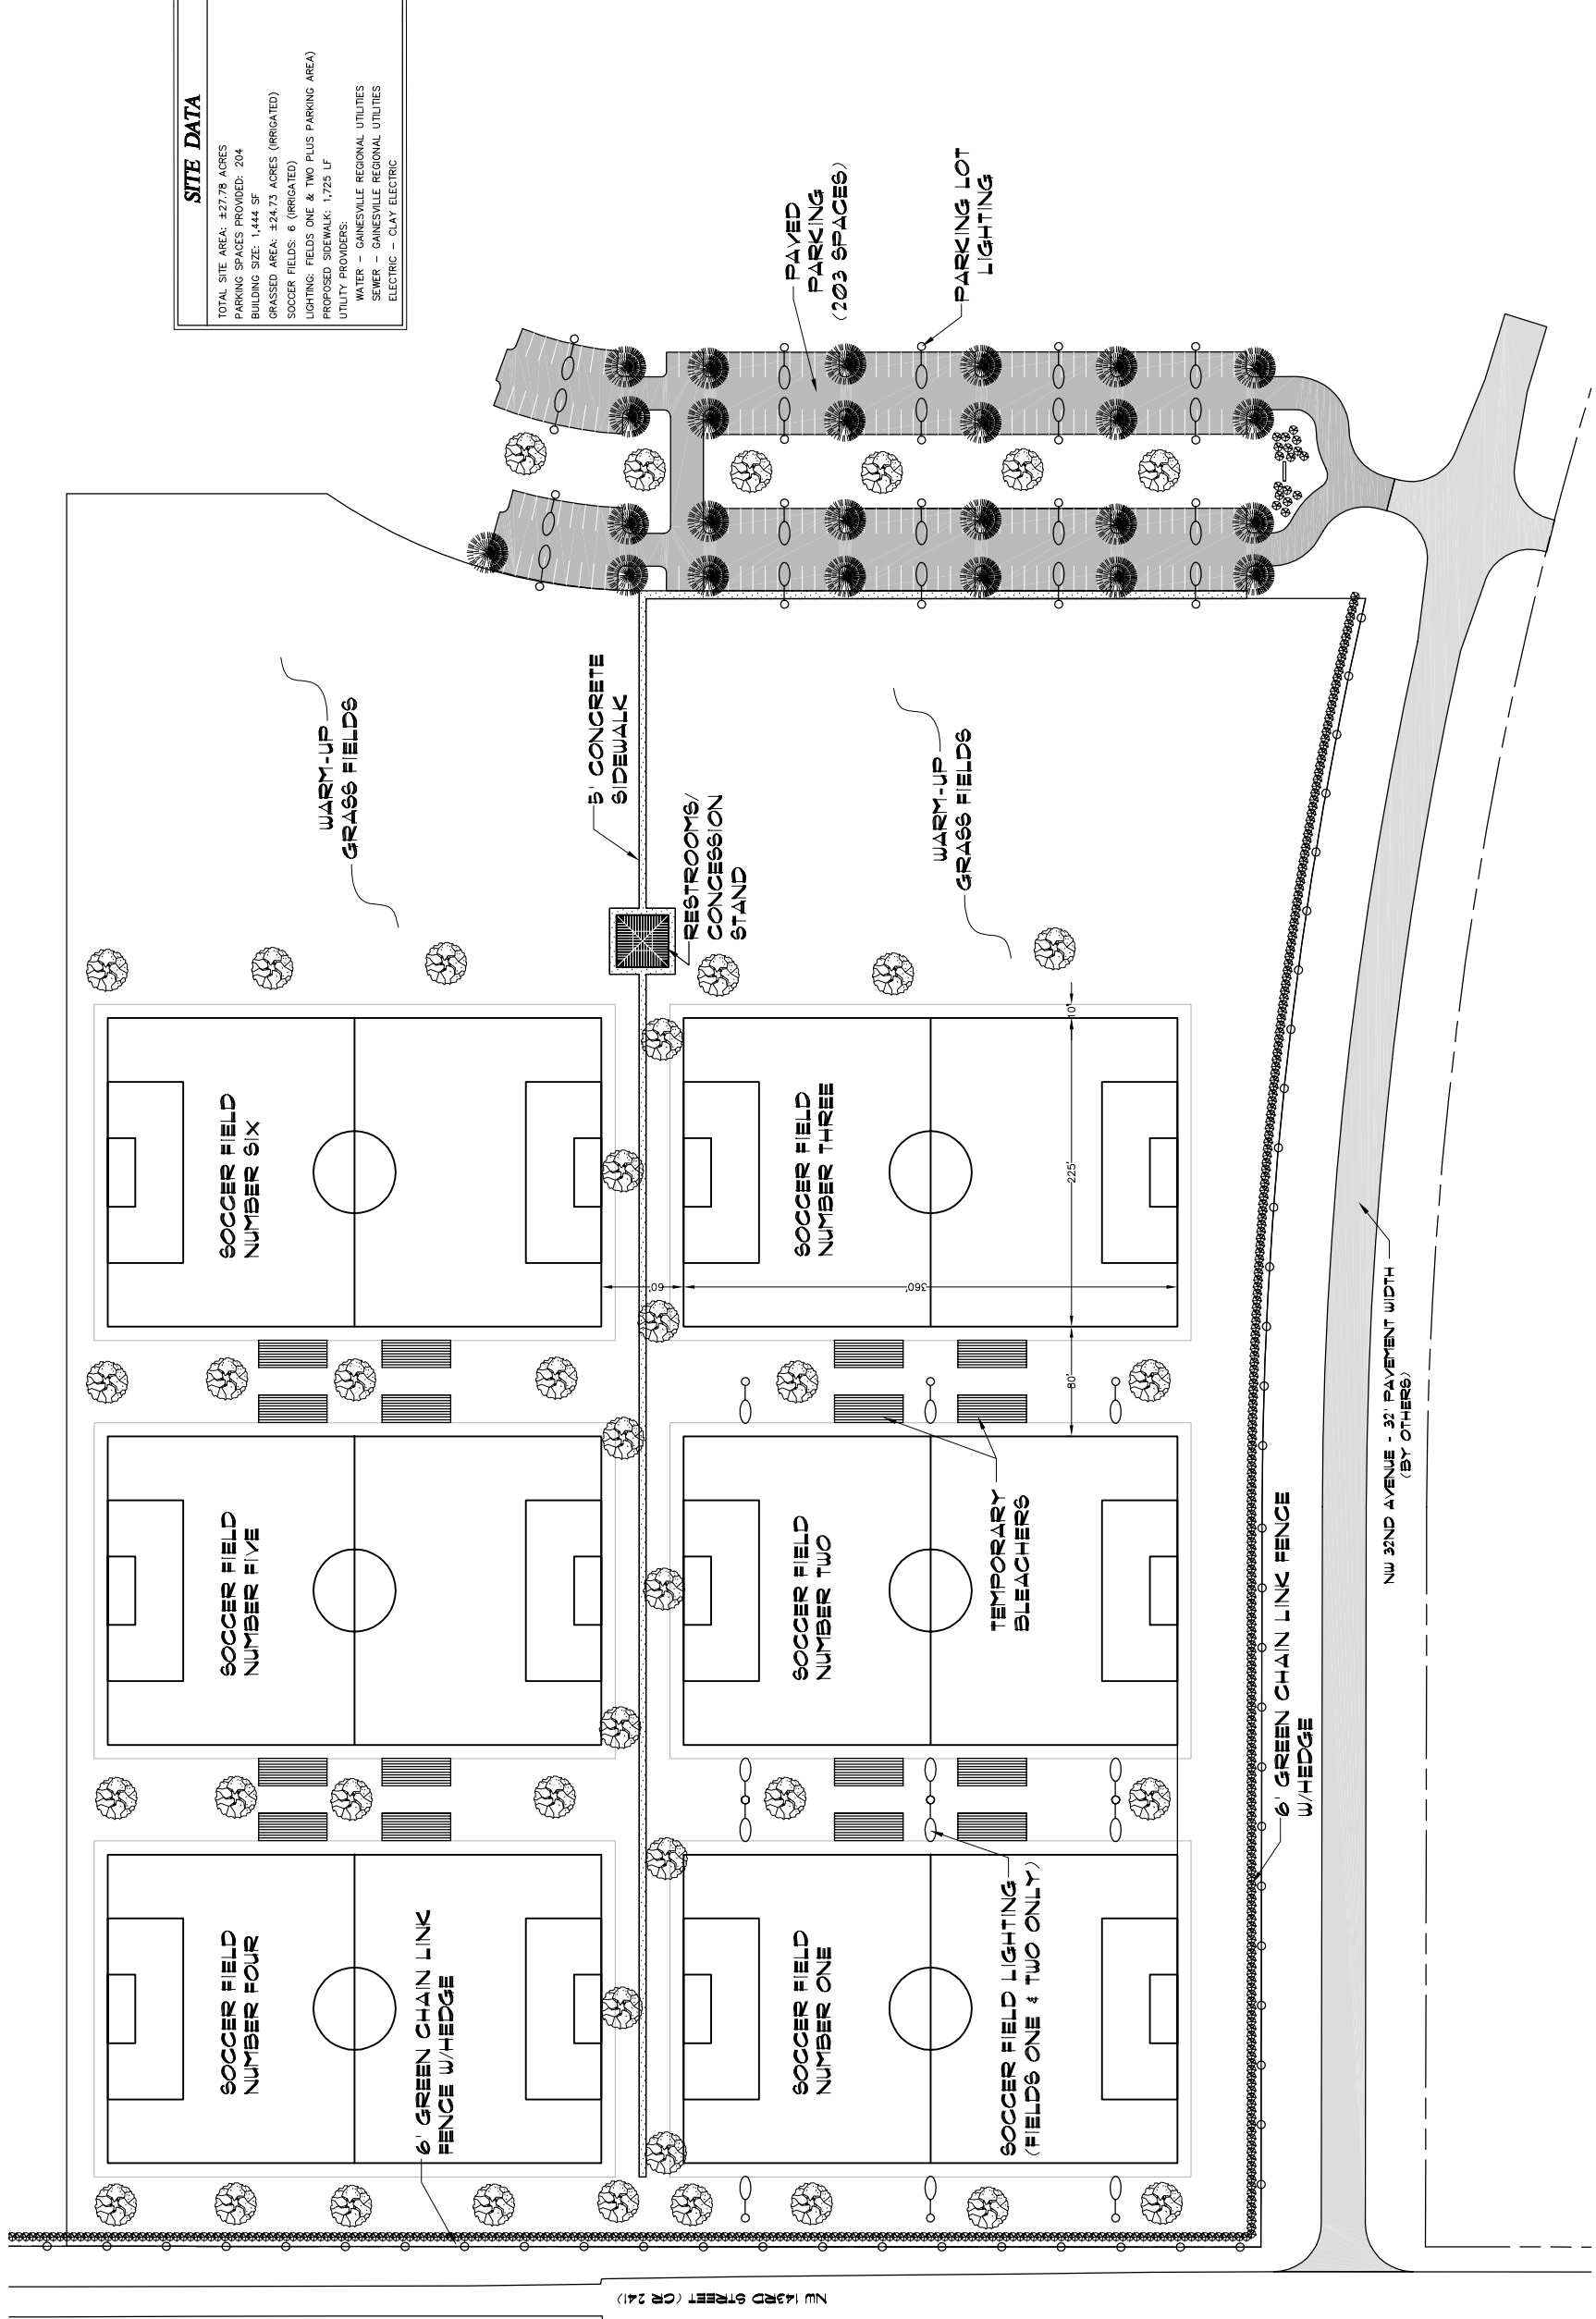 SITE DATA
TOTAL SITE AREA: ±27.78 ACRES
PARKING SPACES PROVIDED: 204
BUILDING SIZE: 1,444 SF
GRASSED AREA: ±24.73 ACRES (IRRIGATED)
SOCCER FIELDS: 6 (IRRIGATED)
LIGHTING: FIELDS ONE & TWO PLUS PARKING AREA)
PROPOSED SIDEWALK: 1,725 LF
UTILITY PROVIDERS:
WATER – GAINESVILLE REGIONAL UTILITIES
SEWER – GAINESVILLE REGIONAL UTILITIES
ELECTRIC – CLAY ELECTRIC
PAVED
PARKING
(203 SPACES)
PARKING LOT
LIGHTING
WARM-UP
GRASS FIELDS
5' CONCRETE
SIDEWALK
RESTROOMS/
CONCESSION
STAND
WARM-UP
GRASS FIELDS
SOCCER FIELD
NUMBER SIX
SOCCER FIELD
NUMBER THREE
10'
225'
60'
360'
80'
SOCCER FIELD
NUMBER FIVE
SOCCER FIELD
NUMBER TWO
TEMPORARY
BLEACHERS
NW 32ND AVENUE - 32' PAVEMENT WIDTH
(BY OTHERS)
6' GREEN CHAIN LINK FENCE
W/HEDGE
SOCCER FIELD
NUMBER FOUR
6' GREEN CHAIN LINK
FENCE W/HEDGE
SOCCER FIELD
NUMBER ONE
SOCCER FIELD LIGHTING
(FIELDS ONE & TWO ONLY)
NW 143RD STREET (CR 241)